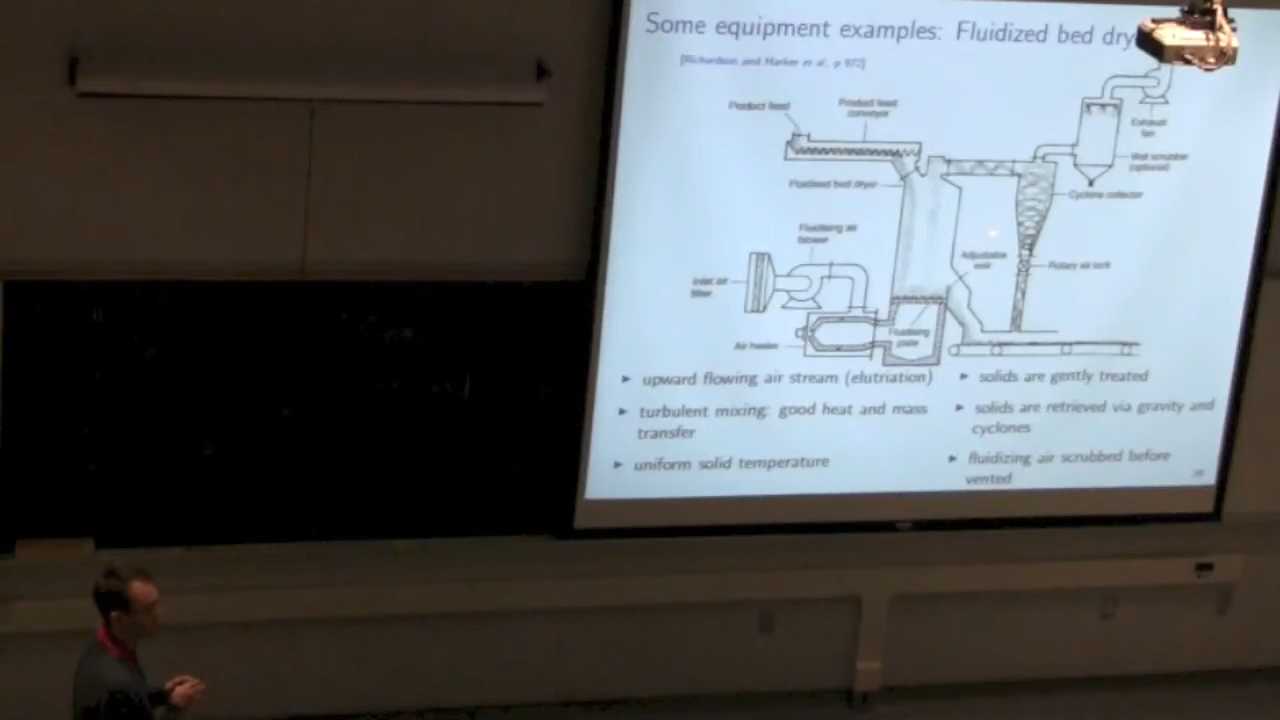 Some equipment examples: Fluidized bed dry
[Richardson and Harker et al., p 972]
Product feed
Product feed
conveyor
Exhaust
fan
Wet scrubber
(optional)
Fluidised bed dryer
Cyclone collector
Fluidising air
blower
Adjustable
weir
Rotary air lock
Inlet air
filter
Fluidising
plate
Air heater
▶ upward flowing air stream (elutriation)
▶ turbulent mixing: good heat and mass
transfer
▶ uniform solid temperature
▶ solids are gently treated
▶ solids are retrieved via gravity and
cyclones
▶ fluidizing air scrubbed before
vented